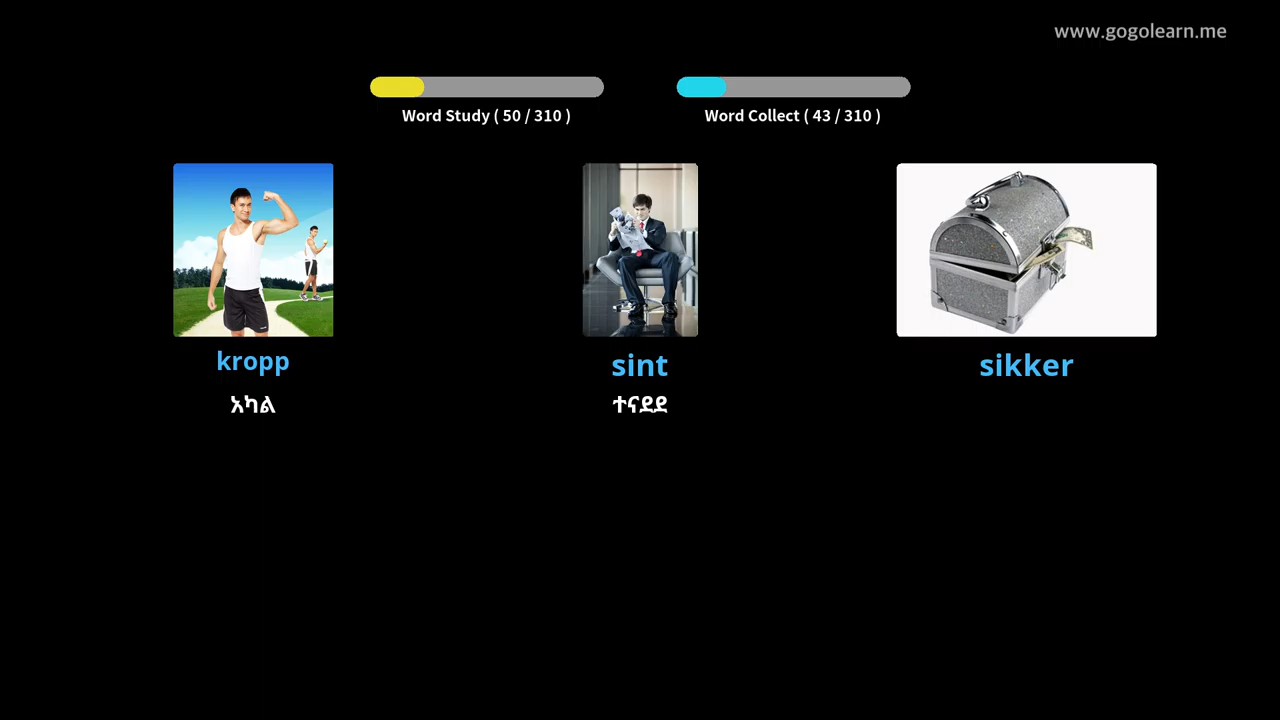 www.gogolearn.me
Word Study ( 50 / 310 )
Word Collect ( 43 / 310 )
kropp
sint
sikker
አካል
ተናደደ